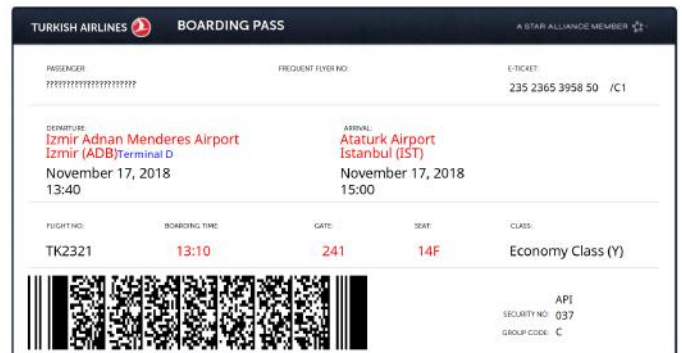 TURKISH AIRLINES BOARDING PASS A STAR ALLIANCE MEMBER
PASSENGER: FREQUENT FLYER NO: E-TICKET:
?????????????????????? 235 2365 3958 50 /C1
DEPARTURE: ARRIVAL:
Izmir Adnan Menderes Airport Ataturk Airport
Izmir (ADB)Terminal D Istanbul (IST)
November 17, 2018 November 17, 2018
13:40 15:00
FLIGHT NO: BOARDING TIME: GATE: SEAT: CLASS:
TK2321 13:10 241 14F Economy Class (Y)
API
SECURITY NO: 037
GROUP CODE: C